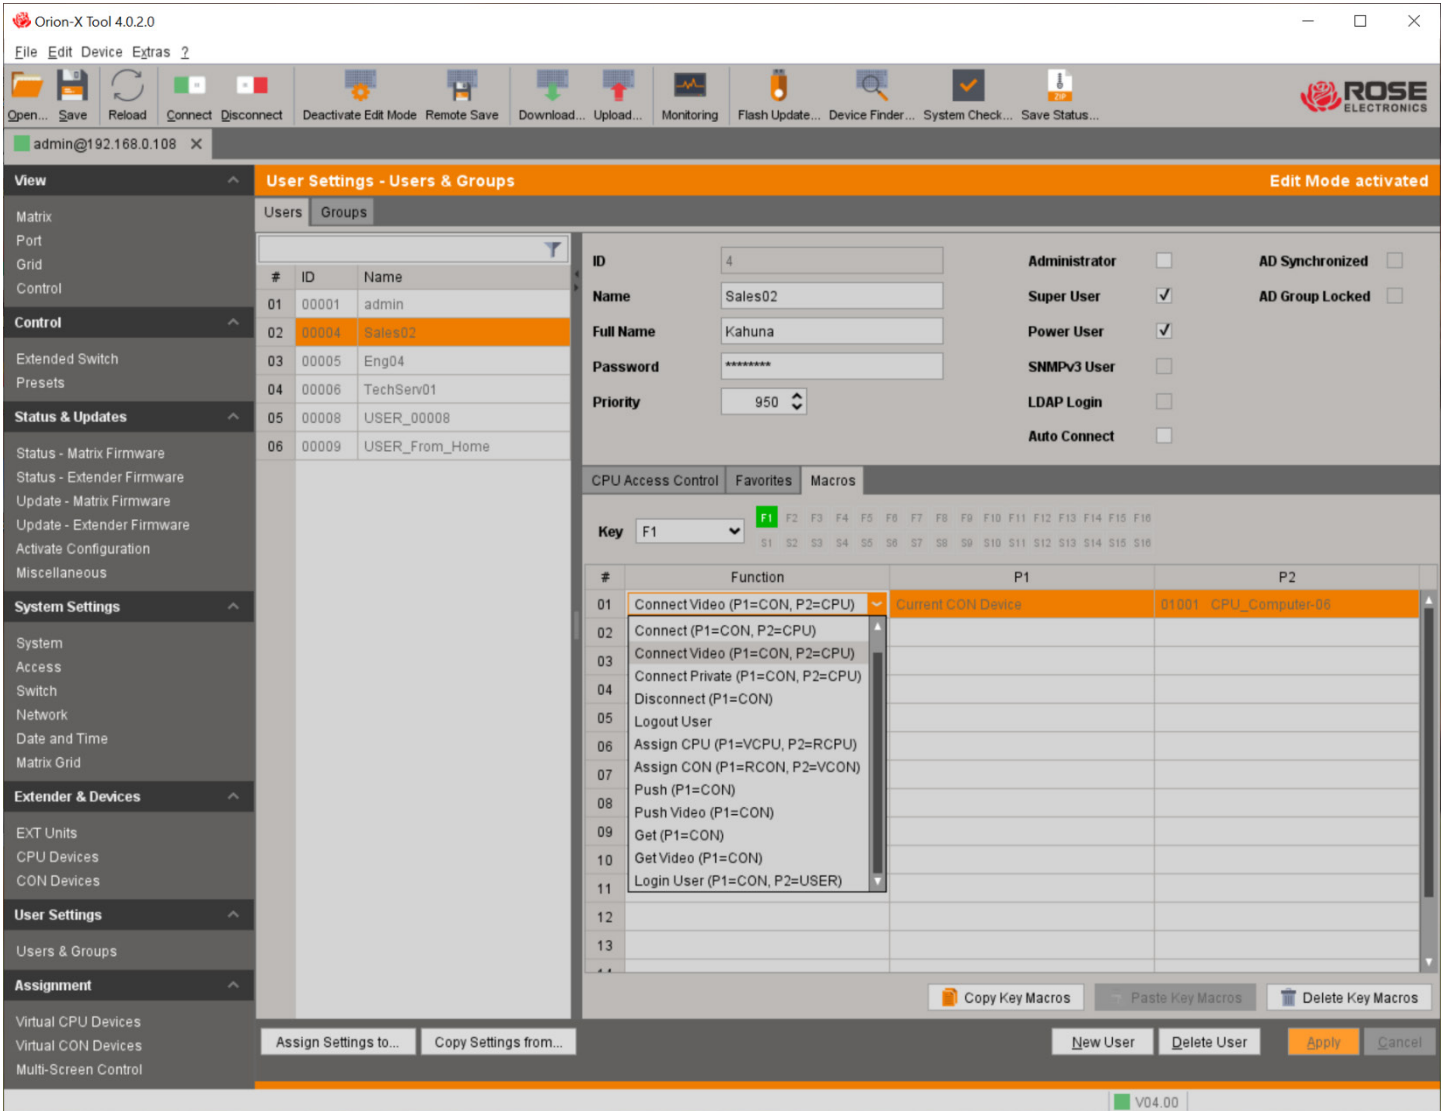 Orion-X Tool 4.0.2.0
File Edit Device Extras ?
Open... Save Reload Connect Disconnect Deactivate Edit Mode Remote Save Download... Upload... Monitoring Flash Update... Device Finder... System Check... Save Status...
ZIP
ROSE
ELECTRONICS
admin@192.168.0.108
View
Matrix
Port
Grid
Control
Control
Extended Switch
Presets
Status & Updates
Status - Matrix Firmware
Status - Extender Firmware
Update - Matrix Firmware
Update - Extender Firmware
Activate Configuration
Miscellaneous
System Settings
System
Access
Switch
Network
Date and Time
Matrix Grid
Extender & Devices
EXT Units
CPU Devices
CON Devices
User Settings
Users & Groups
Assignment
Virtual CPU Devices
Virtual CON Devices
Multi-Screen Control
User Settings - Users & Groups Edit Mode activated
Users Groups
# ID Name
01 00001 admin
02 00004 Sales02
03 00005 Eng04
04 00006 TechServ01
05 00008 USER_00008
06 00009 USER_From_Home
ID 4 Administrator AD Synchronized
Name Sales02 Super User AD Group Locked
Full Name Kahuna Power User
Password ******** SNMPv3 User
Priority 950 LDAP Login
Auto Connect
CPU Access Control Favorites Macros
Key F1
F1 F2 F3 F4 F5 F6 F7 F8 F9 F10 F11 F12 F13 F14 F15 F16
S1 S2 S3 S4 S5 S6 S7 S8 S9 S10 S11 S12 S13 S14 S15 S16
# Function P1 P2
01 Connect Video (P1=CON, P2=CPU) Current CON Device 01001 CPU_Computer-06
02
03
04
05
06
07
08
09
10
11
12
13
Connect (P1=CON, P2=CPU)
Connect Video (P1=CON, P2=CPU)
Connect Private (P1=CON, P2=CPU)
Disconnect (P1=CON)
Logout User
Assign CPU (P1=VCPU, P2=RCPU)
Assign CON (P1=RCON, P2=VCON)
Push (P1=CON)
Push Video (P1=CON)
Get (P1=CON)
Get Video (P1=CON)
Login User (P1=CON, P2=USER)
Copy Key Macros Paste Key Macros Delete Key Macros
Assign Settings to... Copy Settings from... New User Delete User Apply Cancel
V04.00